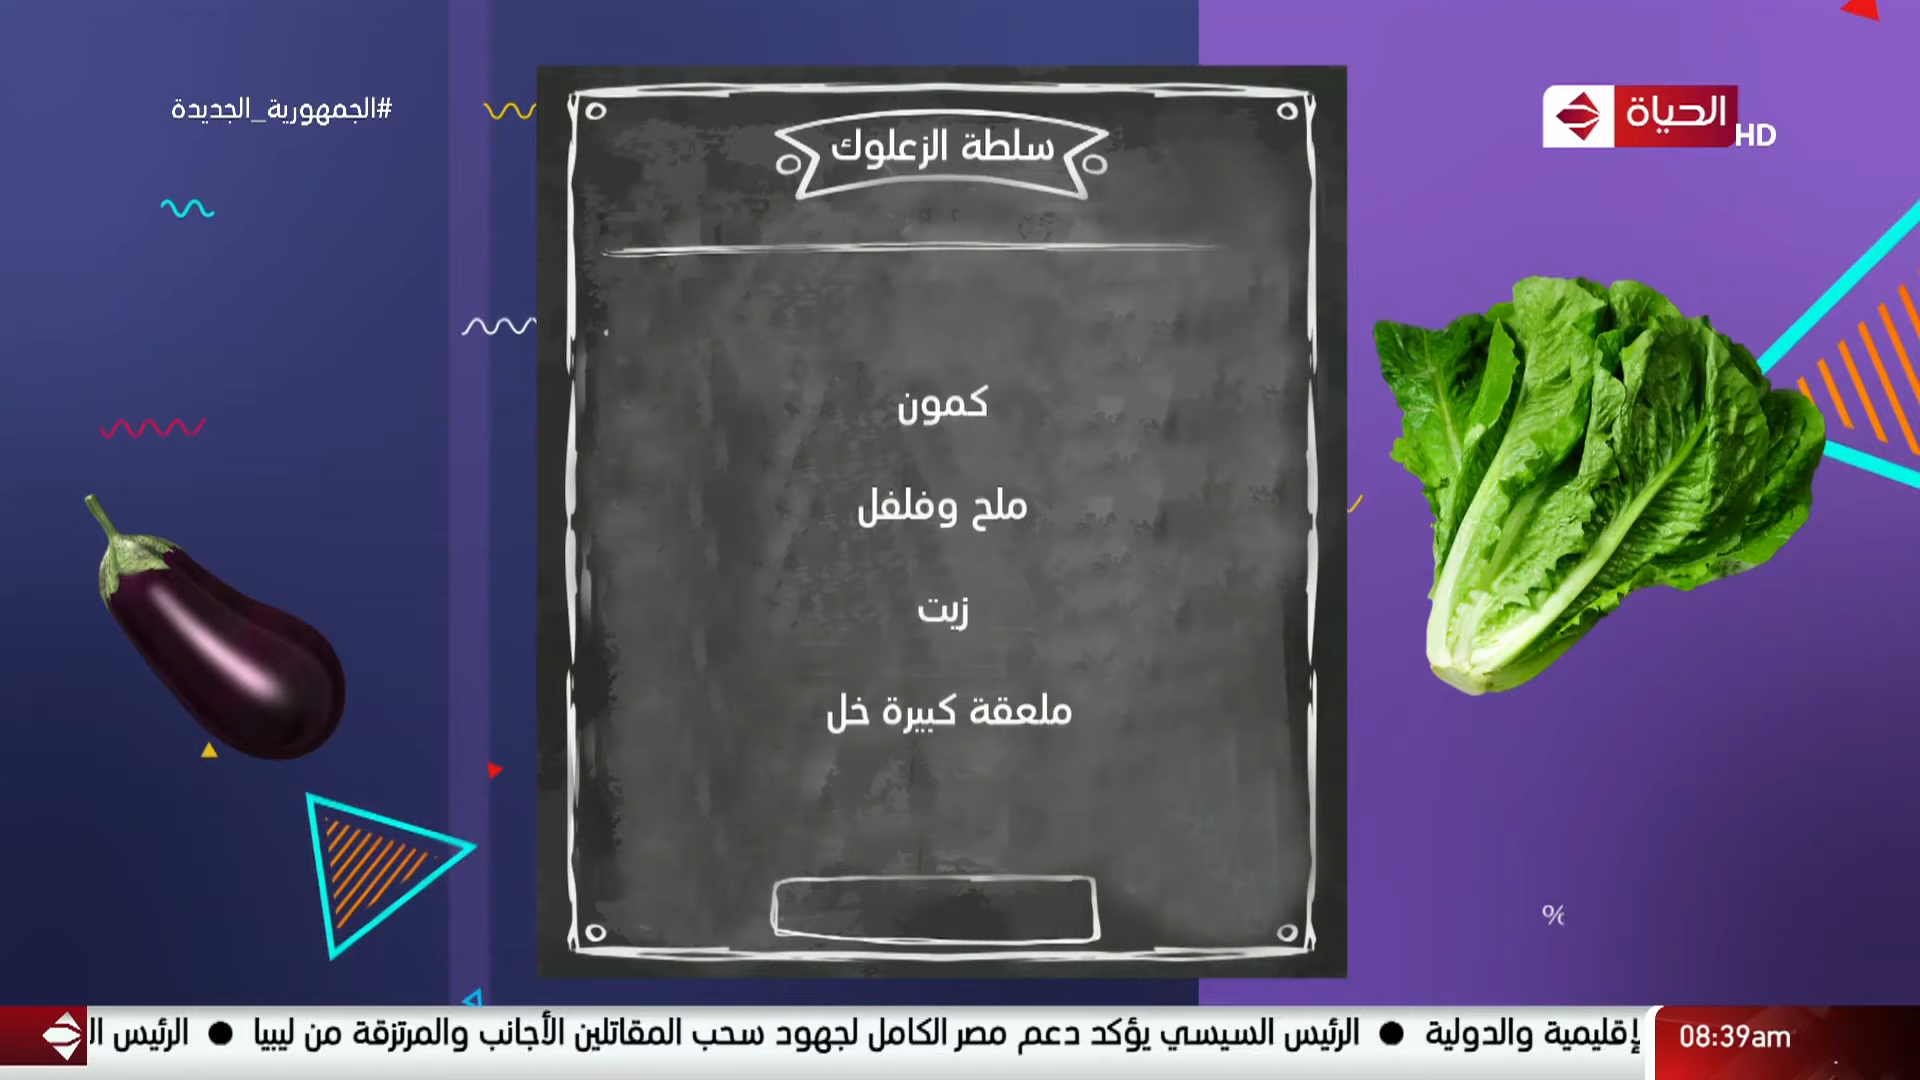 #الجمهورية_الجديدة
الحياة
HD
سلطة الزعلوك
كمون
ملح وفلفل
زيت
ملعقة كبيرة خل
%
08:39am
إقليمية والدولية ● الرئيس السيسي يؤكد دعم مصر الكامل لجهود سحب المقاتلين الأجانب والمرتزقة من ليبيا ● الرئيس ال